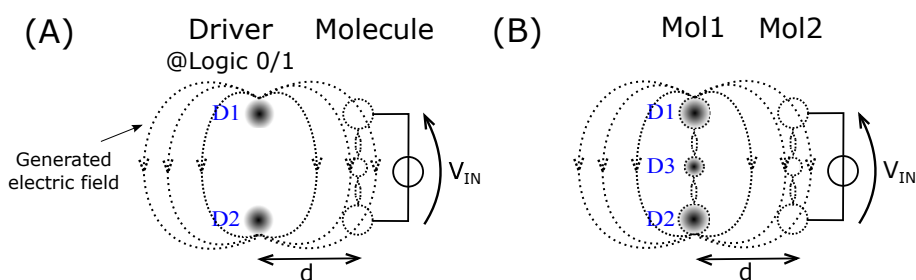 (A)
Driver
@Logic 0/1
Molecule
D1
D2
Generated
electric field
V_IN
d
(B)
Mol1
Mol2
D1
D3
D2
V_IN
d